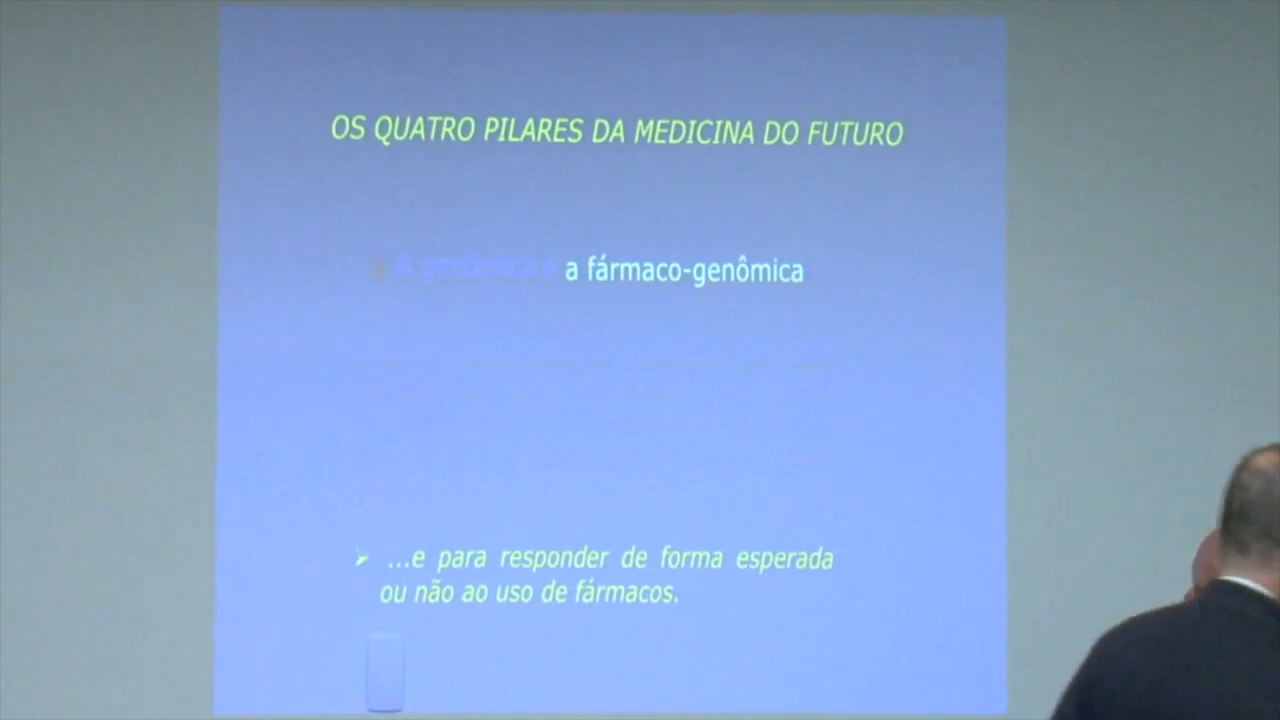 OS QUATRO PILARES DA MEDICINA DO FUTURO
A genômica e a fármaco-genômica
...e para responder de forma esperada
ou não ao uso de fármacos.